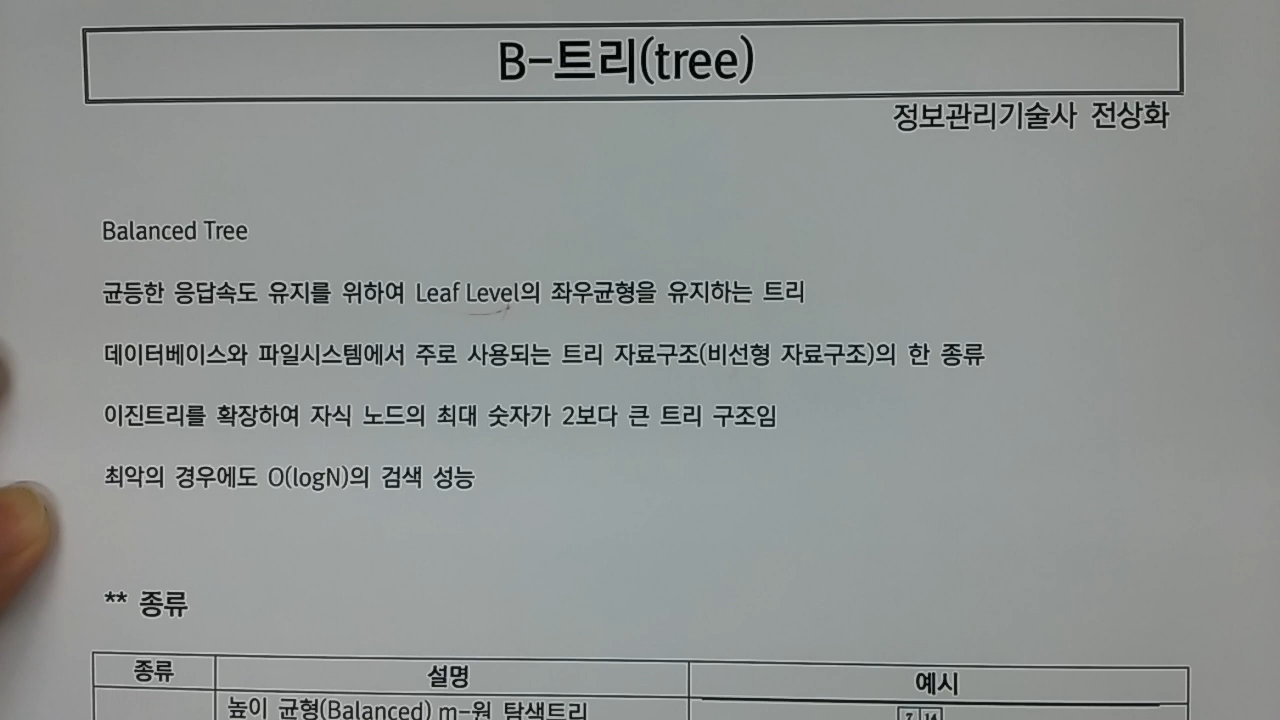 B-트리(tree)
정보관리기술사 전상화
Balanced Tree
균등한 응답속도 유지를 위하여 Leaf Level의 좌우균형을 유지하는 트리
데이터베이스와 파일시스템에서 주로 사용되는 트리 자료구조(비선형 자료구조)의 한 종류
이진트리를 확장하여 자식 노드의 최대 숫자가 2보다 큰 트리 구조임
최악의 경우에도 O(logN)의 검색 성능
** 종류
종류 설명 예시
높이 균형(Balanced) m-원 탐색트리
7 14